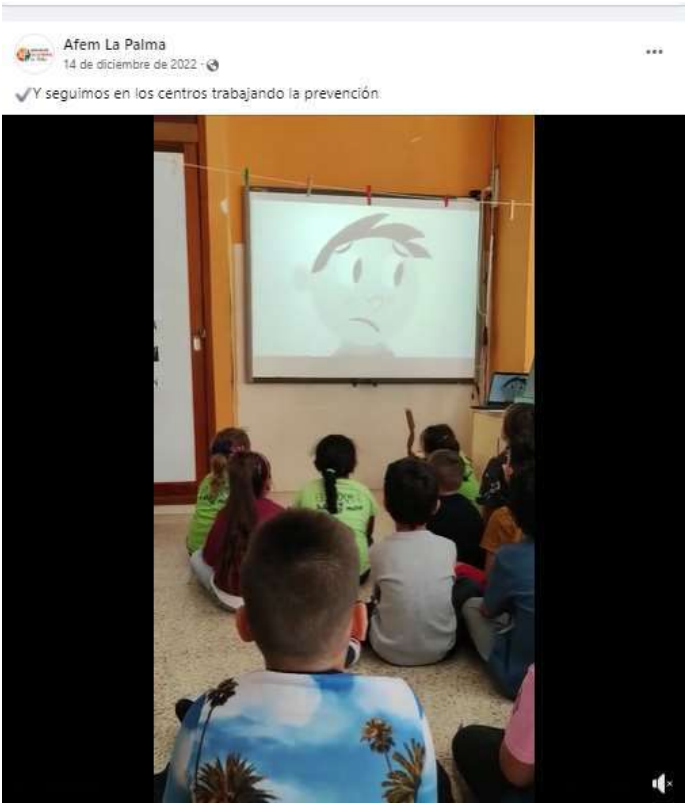 Afem La Palma
14 de diciembre de 2022 ·
Y seguimos en los centros trabajando la prevención